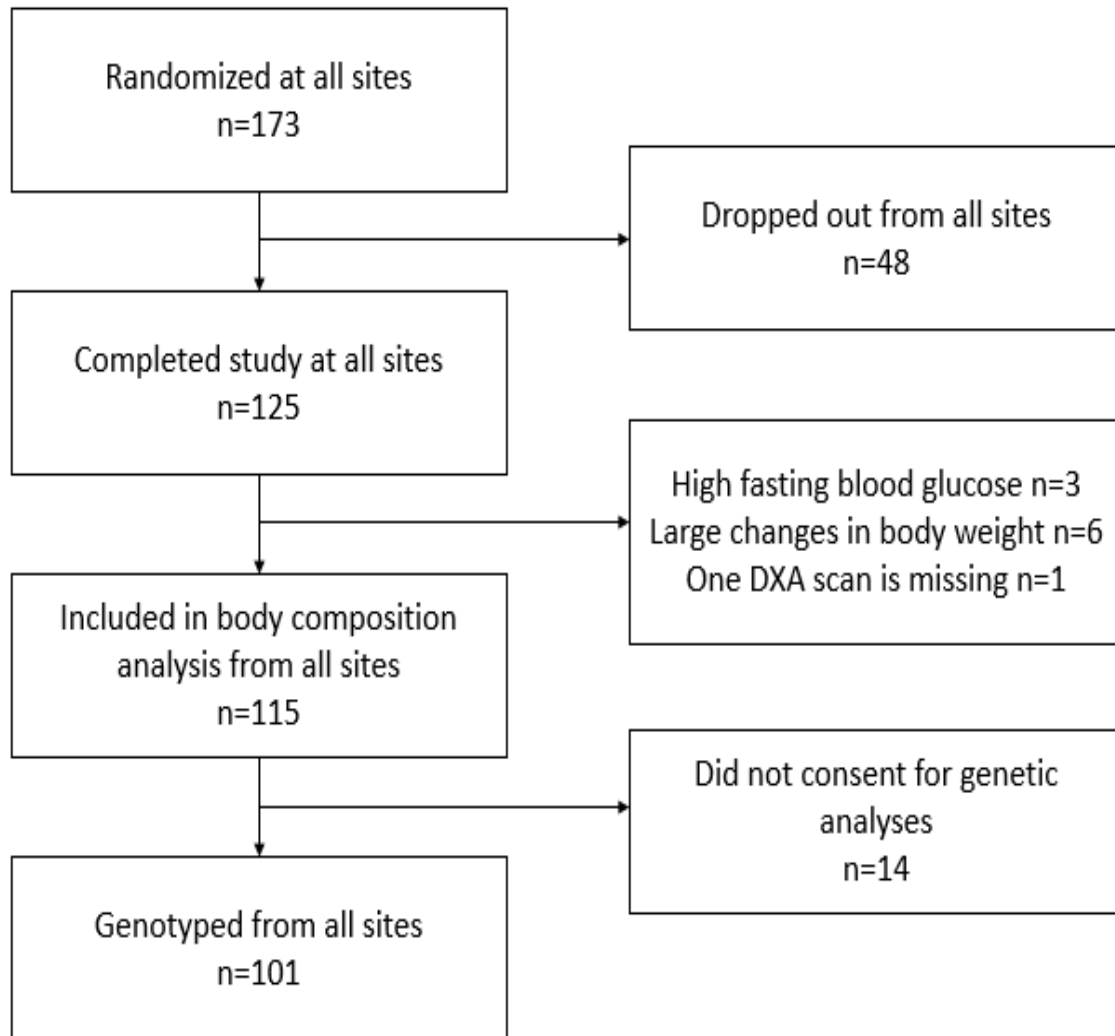 Randomized at all sites
n=173
Dropped out from all sites
n=48
Completed study at all sites
n=125
High fasting blood glucose n=3
Large changes in body weight n=6
One DXA scan is missing n=1
Included in body composition
analysis from all sites
n=115
Did not consent for genetic
analyses
n=14
Genotyped from all sites
n=101